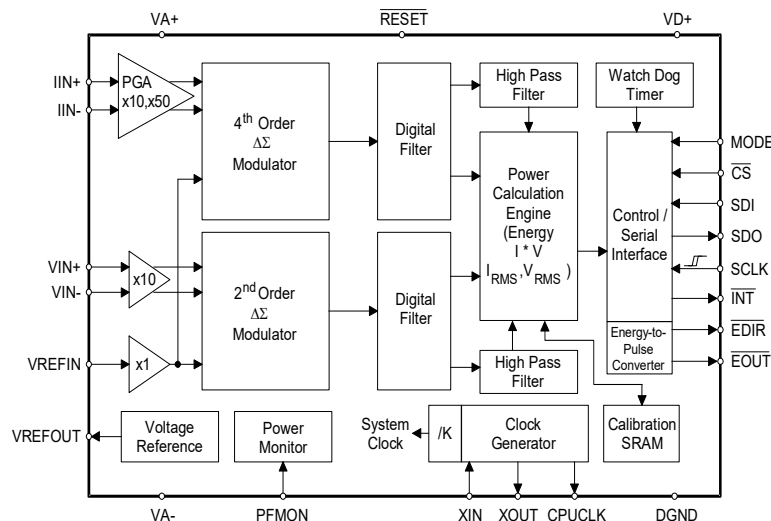 VA+
RESET
VD+
IIN+
IIN-
PGA
x10,x50
4th Order
ΔΣ
Modulator
Digital
Filter
High Pass
Filter
Watch Dog
Timer
Power
Calculation
Engine
(Energy
I * V
IRMS,VRMS )
Control /
Serial
Interface
MODE
CS
SDI
SDO
SCLK
INT
EDIR
EOUT
VIN+
VIN-
x10
2nd Order
ΔΣ
Modulator
Digital
Filter
High Pass
Filter
Energy-to-
Pulse
Converter
VREFIN
x1
VREFOUT
Voltage
Reference
Power
Monitor
System
Clock
/K
Clock
Generator
Calibration
SRAM
VA-
PFMON
XIN
XOUT
CPUCLK
DGND